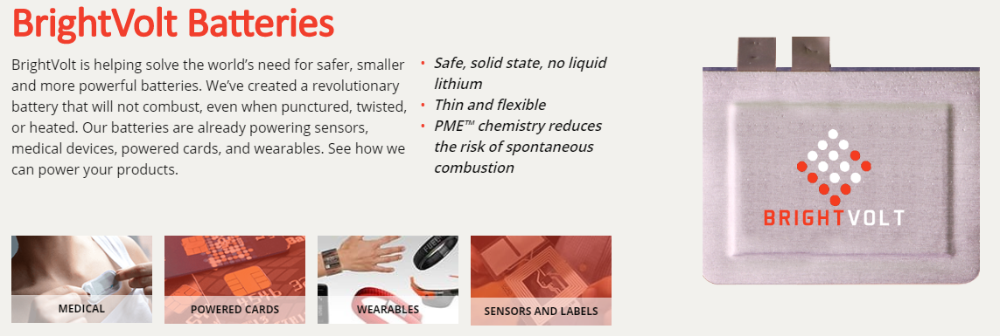 BrightVolt Batteries
BrightVolt is helping solve the world's need for safer, smaller
and more powerful batteries. We've created a revolutionary
battery that will not combust, even when punctured, twisted,
or heated. Our batteries are already powering sensors,
medical devices, powered cards, and wearables. See how we
can power your products.
• Safe, solid state, no liquid
lithium
• Thin and flexible
• PME™ chemistry reduces
the risk of spontaneous
combustion
BRIGHTVOLT
MEDICAL
POWERED CARDS
WEARABLES
SENSORS AND LABELS